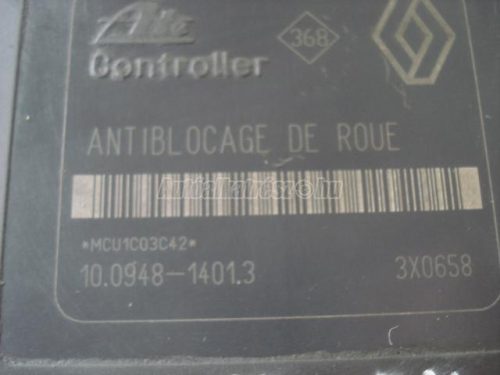 Ate 368
Controller
ANTIBLOCAGE DE ROUE
*MCU1C03C42*
10.0948-1401.3 3X0658